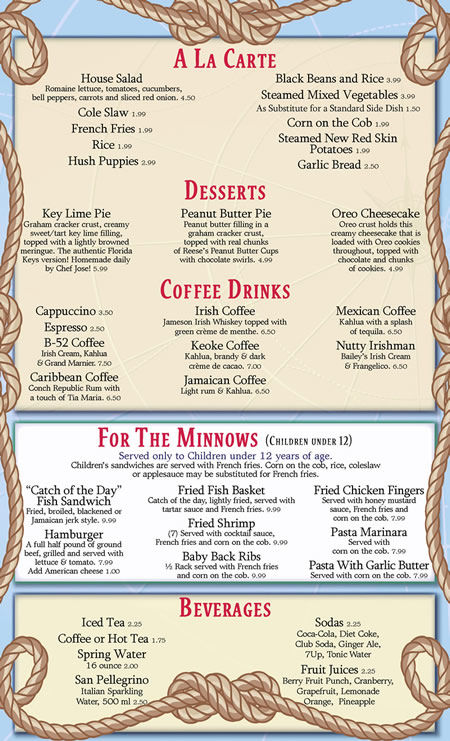 A La Carte
House Salad
Romaine lettuce, tomatoes, cucumbers,
bell peppers, carrots and sliced red onion. 4.50
Cole Slaw 1.99
French Fries 1.99
Rice 1.99
Hush Puppies 2.99
Black Beans and Rice 3.99
Steamed Mixed Vegetables 3.99
As Substitute for a Standard Side Dish 1.50
Corn on the Cob 1.99
Steamed New Red Skin
Potatoes 1.99
Garlic Bread 2.50
Desserts
Key Lime Pie
Graham cracker crust, creamy
sweet/tart key lime filling,
topped with a lightly browned
meringue. The authentic Florida
Keys version! Homemade daily
by Chef Jose! 5.99
Peanut Butter Pie
Peanut butter filling in a
graham cracker crust,
topped with real chunks
of Reese's Peanut Butter Cups
with chocolate swirls. 4.99
Oreo Cheesecake
Oreo crust holds this
creamy cheesecake that is
loaded with Oreo cookies
throughout, topped with
chocolate and chunks
of cookies. 4.99
Coffee Drinks
Cappuccino 3.50
Espresso 2.50
B-52 Coffee
Irish Cream, Kahlua
& Grand Marnier. 7.50
Caribbean Coffee
Conch Republic Rum with
a touch of Tia Maria. 6.50
Irish Coffee
Jameson Irish Whiskey topped with
green crème de menthe. 6.50
Keoke Coffee
Kahlua, brandy & dark
crème de cacao. 7.00
Jamaican Coffee
Light rum & Kahlua. 6.50
Mexican Coffee
Kahlua with a splash
of tequila. 6.50
Nutty Irishman
Bailey's Irish Cream
& Frangelico. 6.50
For The Minnows (Children under 12)
Served only to Children under 12 years of age.
Children's sandwiches are served with French fries. Corn on the cob, rice, coleslaw
or applesauce may be substituted for French fries.
"Catch of the Day"
Fish Sandwich
Fried, broiled, blackened or
Jamaican jerk style. 9.99
Hamburger
A full half pound of ground
beef, grilled and served with
lettuce & tomato. 7.99
Add American cheese 1.00
Fried Fish Basket
Catch of the day, lightly fried, served with
tartar sauce and French fries. 9.99
Fried Shrimp
(7) Served with cocktail sauce,
French fries and corn on the cob. 9.99
Baby Back Ribs
½ Rack served with French fries
and corn on the cob. 9.99
Fried Chicken Fingers
Served with honey mustard
sauce, French fries and
corn on the cob. 7.99
Pasta Marinara
Served with
corn on the cob. 7.99
Pasta With Garlic Butter
Served with corn on the cob. 7.99
Beverages
Iced Tea 2.25
Coffee or Hot Tea 1.75
Spring Water
16 ounce 2.00
San Pellegrino
Italian Sparkling
Water, 500 ml 2.50
Sodas 2.25
Coca-Cola, Diet Coke,
Club Soda, Ginger Ale,
7Up, Tonic Water
Fruit Juices 2.25
Berry Fruit Punch, Cranberry,
Grapefruit, Lemonade
Orange, Pineapple